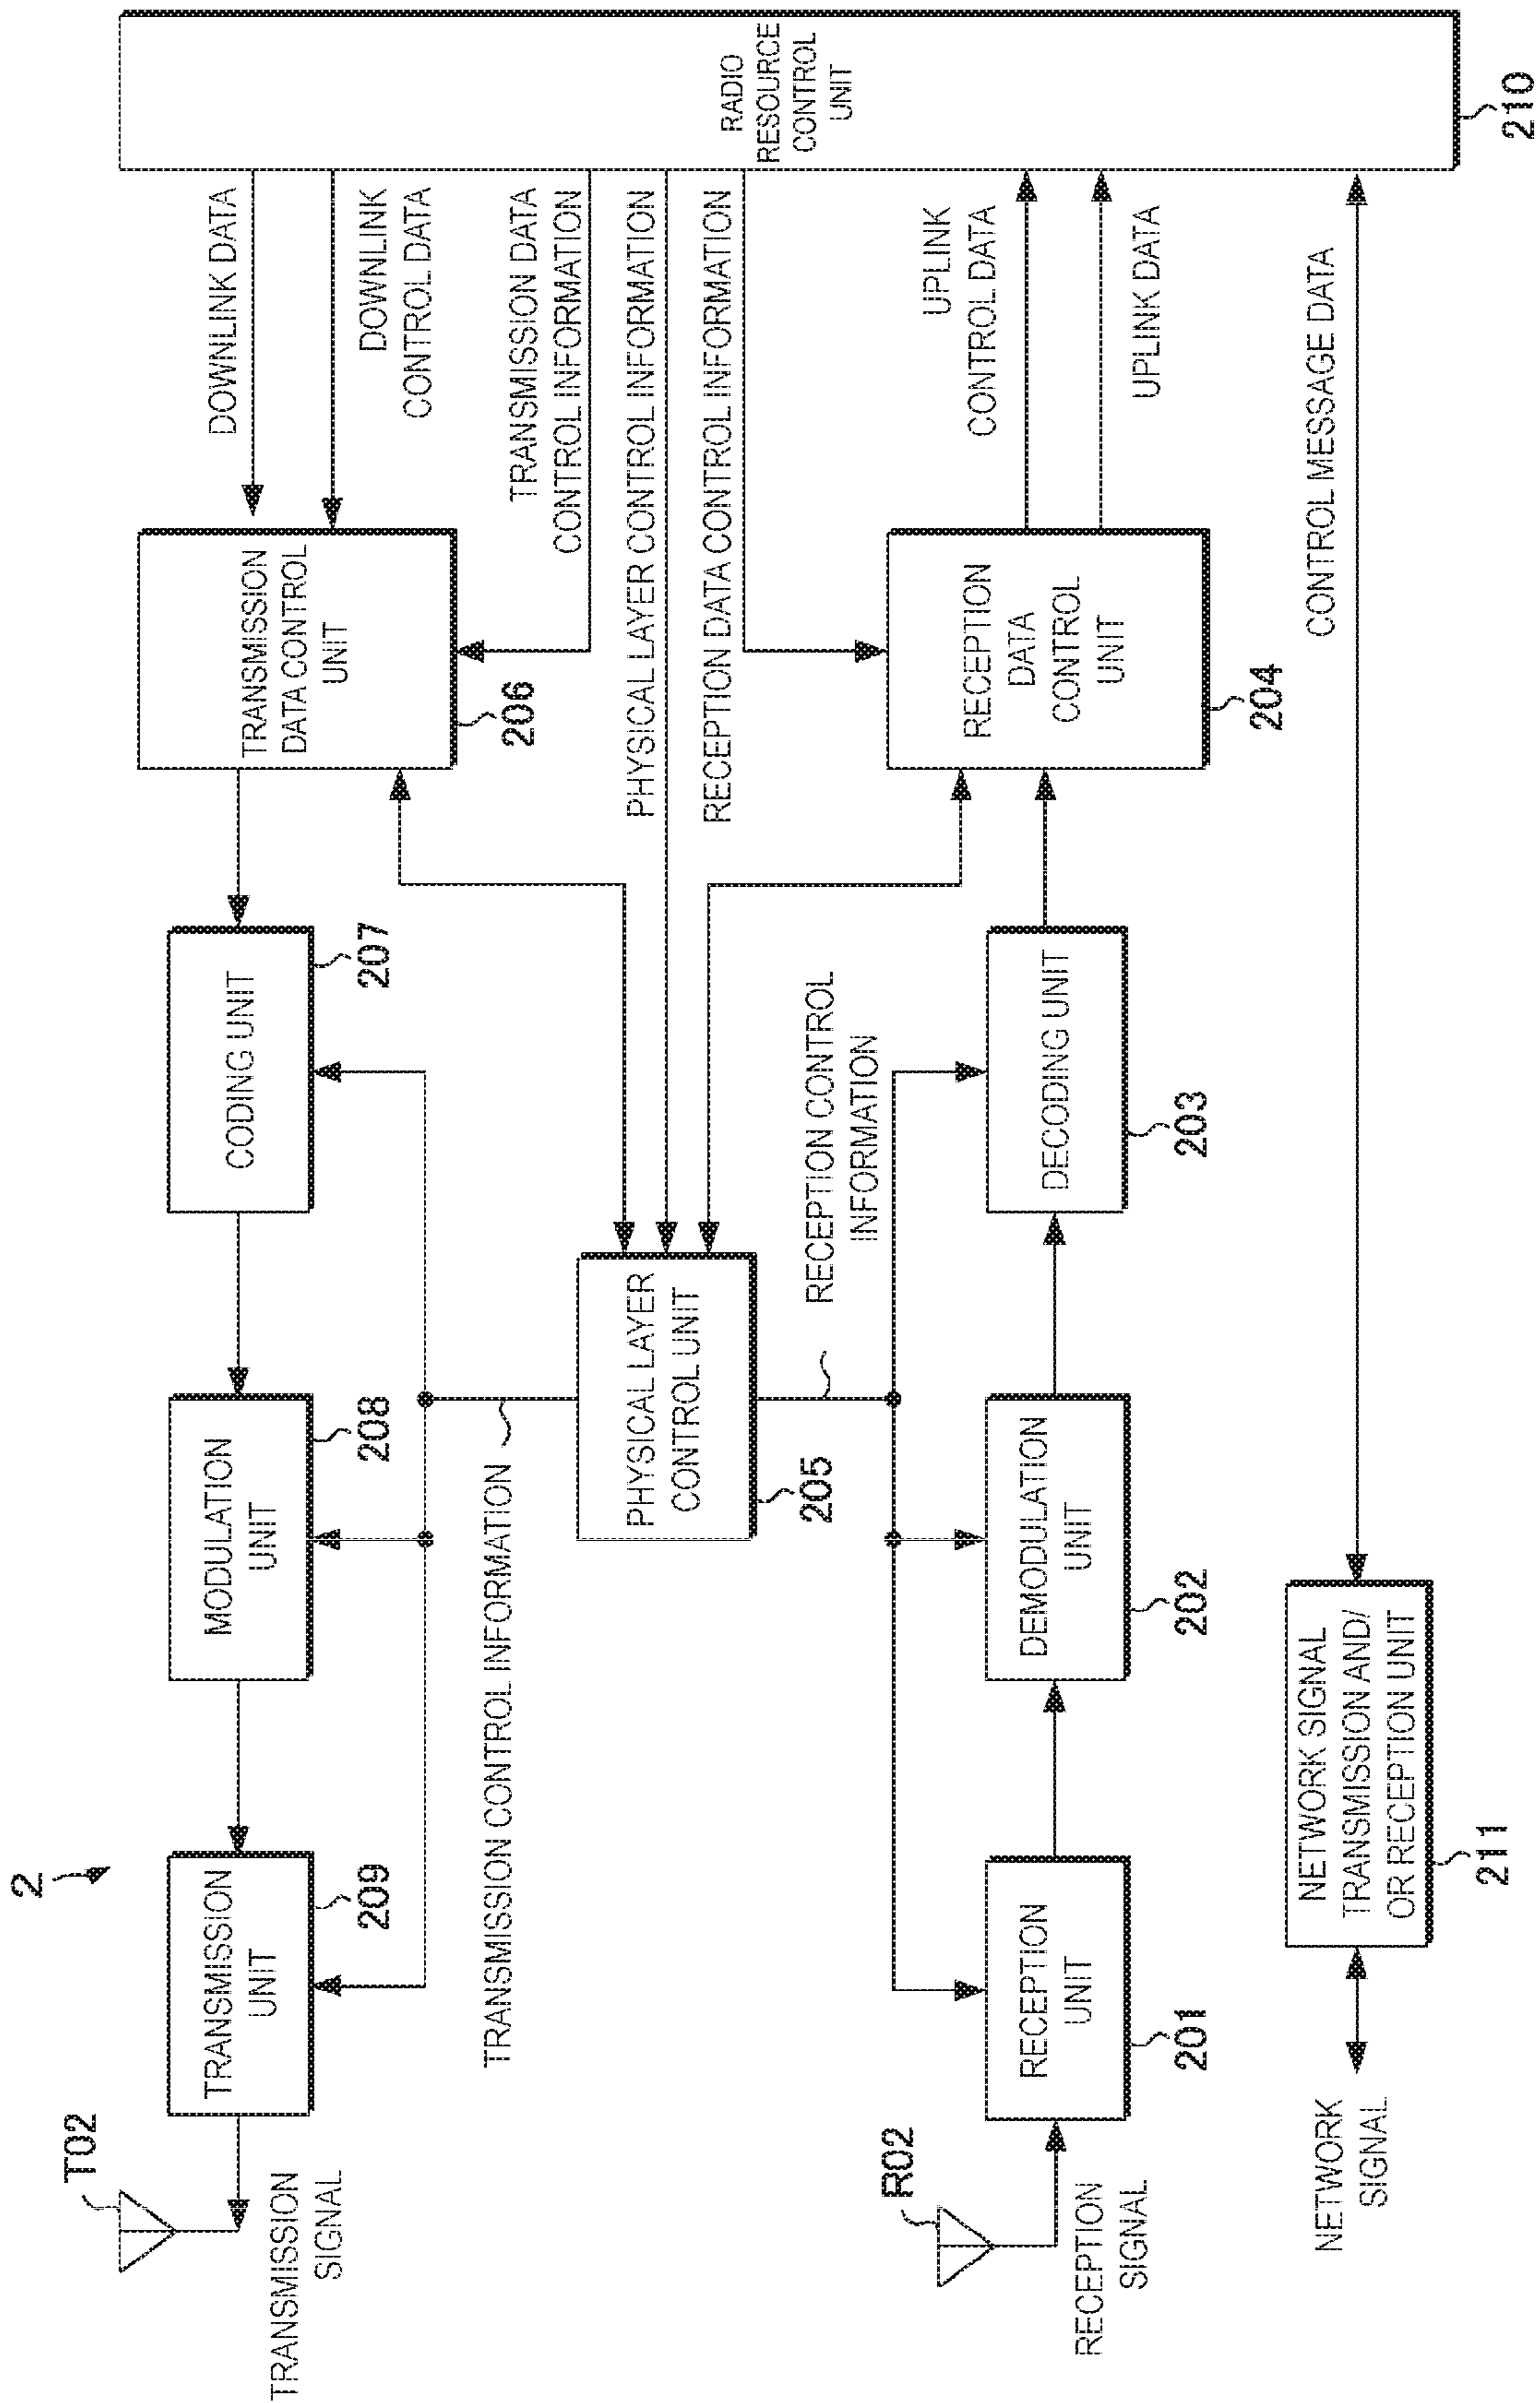 2
T02
TRANSMISSION
SIGNAL
TRANSMISSION
UNIT
209
MODULATION
UNIT
208
CODING UNIT
207
TRANSMISSION
DATA CONTROL
UNIT
206
DOWNLINK DATA
DOWNLINK
CONTROL DATA
TRANSMISSION DATA
CONTROL INFORMATION
PHYSICAL LAYER CONTROL INFORMATION
RECEPTION DATA CONTROL INFORMATION
TRANSMISSION CONTROL INFORMATION
PHYSICAL LAYER
CONTROL UNIT
205
RECEPTION CONTROL
INFORMATION
R02
RECEPTION
SIGNAL
RECEPTION
UNIT
201
DEMODULATION
UNIT
202
DECODING UNIT
203
RECEPTION
DATA
CONTROL
UNIT
204
UPLINK
CONTROL DATA
UPLINK DATA
NETWORK
SIGNAL
NETWORK SIGNAL
TRANSMISSION AND/
OR RECEPTION UNIT
211
CONTROL MESSAGE DATA
RADIO
RESOURCE
CONTROL
UNIT
210